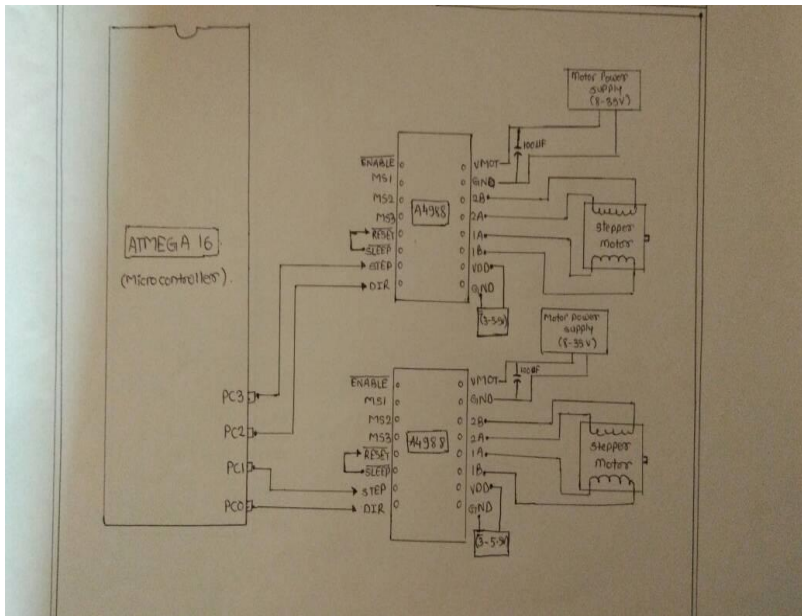 ATMEGA 16
(Microcontroller).
PC3
PC2
PC1
PC0
Motor Power
supply
(8-35V)
100µF
ENABLE
MS1
MS2
MS3
RESET
SLEEP
STEP
DIR
A4988
VMOT
GND
2B
2A
1A
1B
VDD
GND
Stepper
Motor
Motor power
supply
(8-35V)
100µF
ENABLE
MS1
MS2
MS3
RESET
SLEEP
STEP
DIR
A4988
VMOT
GND
2B
2A
1A
1B
VDD
GND
Stepper
Motor
(3-5.5V)